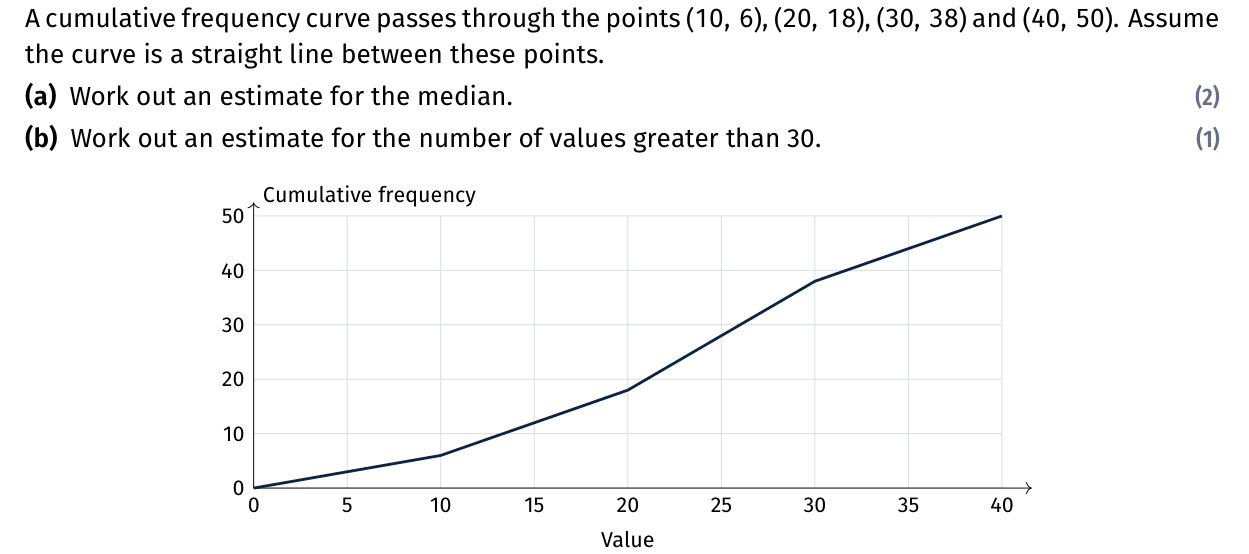 A cumulative frequency curve passes through the points (10, 6), (20, 18), (30, 38) and (40, 50). Assume
the curve is a straight line between these points.
(a) Work out an estimate for the median. (2)
(b) Work out an estimate for the number of values greater than 30. (1)
Cumulative frequency
50
40
30
20
10
0
0 5 10 15 20 25 30 35 40
Value